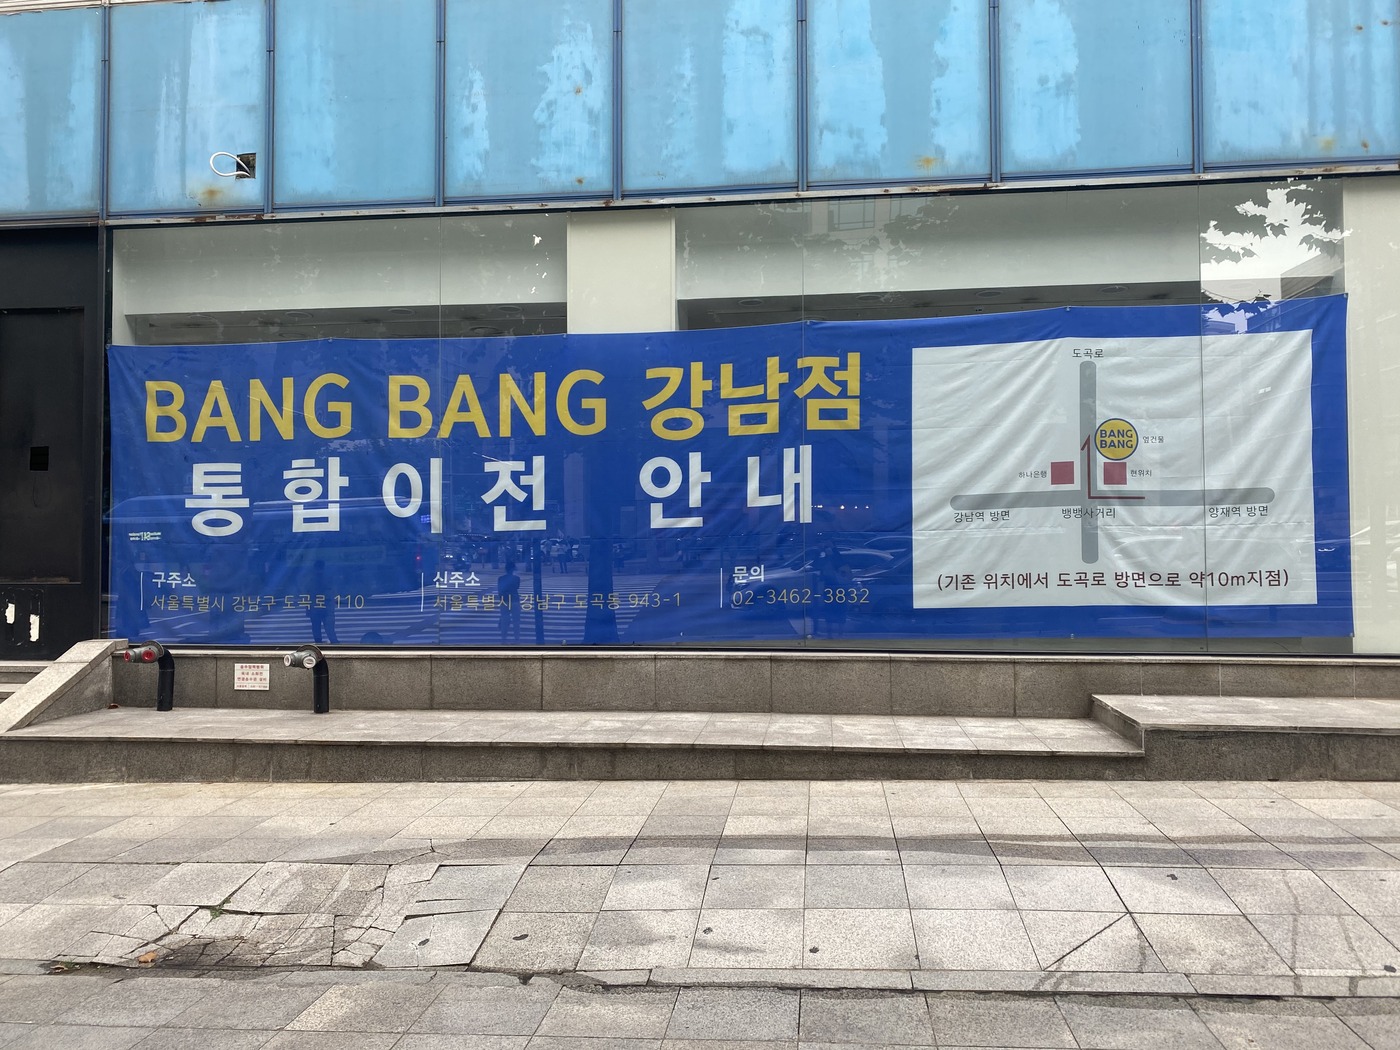 BANG BANG 강남점
통합이전 안내
구주소
서울특별시 강남구 도곡로 110
신주소
서울특별시 강남구 도곡동 943-1
문의
02-3462-3832
도곡로
BANG
BANG
옆건물
하나은행
현위치
강남역 방면
뱅뱅사거리
양재역 방면
(기존 위치에서 도곡로 방면으로 약10m지점)